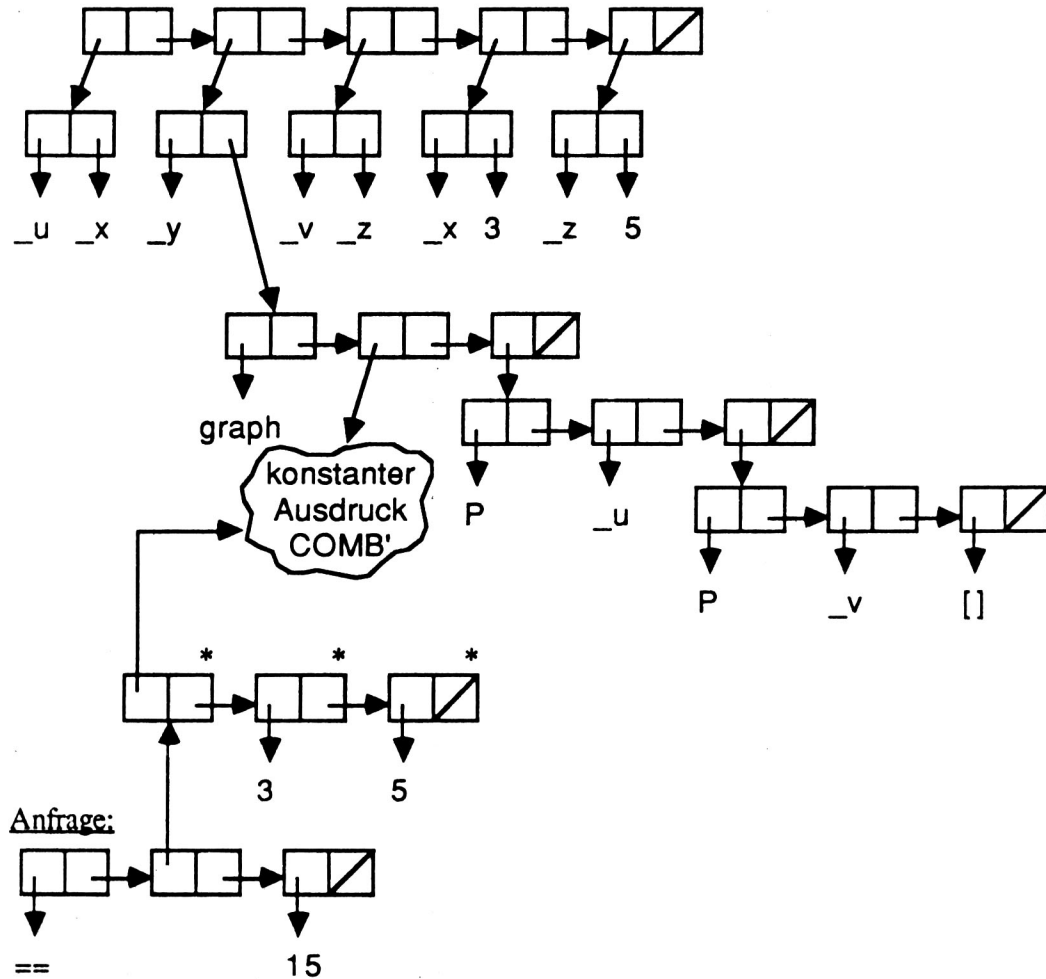 _u _x _y _v _z _x 3 _z 5
graph
konstanter
Ausdruck
COMB'
P _u
P _v []
* * *
3 5
Anfrage:
== 15